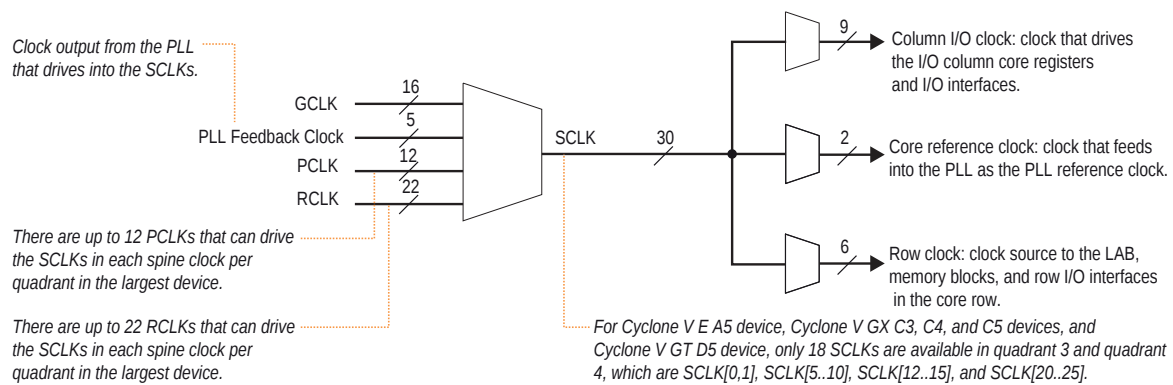 Clock output from the PLL
that drives into the SCLKs.
GCLK
16
PLL Feedback Clock
5
PCLK
12
RCLK
22
There are up to 12 PCLKs that can drive
the SCLKs in each spine clock per
quadrant in the largest device.
There are up to 22 RCLKs that can drive
the SCLKs in each spine clock per
quadrant in the largest device.
SCLK
30
9
Column I/O clock: clock that drives
the I/O column core registers
and I/O interfaces.
2
Core reference clock: clock that feeds
into the PLL as the PLL reference clock.
6
Row clock: clock source to the LAB,
memory blocks, and row I/O interfaces
in the core row.
For Cyclone V E A5 device, Cyclone V GX C3, C4, and C5 devices, and
Cyclone V GT D5 device, only 18 SCLKs are available in quadrant 3 and quadrant
4, which are SCLK[0,1], SCLK[5..10], SCLK[12..15], and SCLK[20..25].